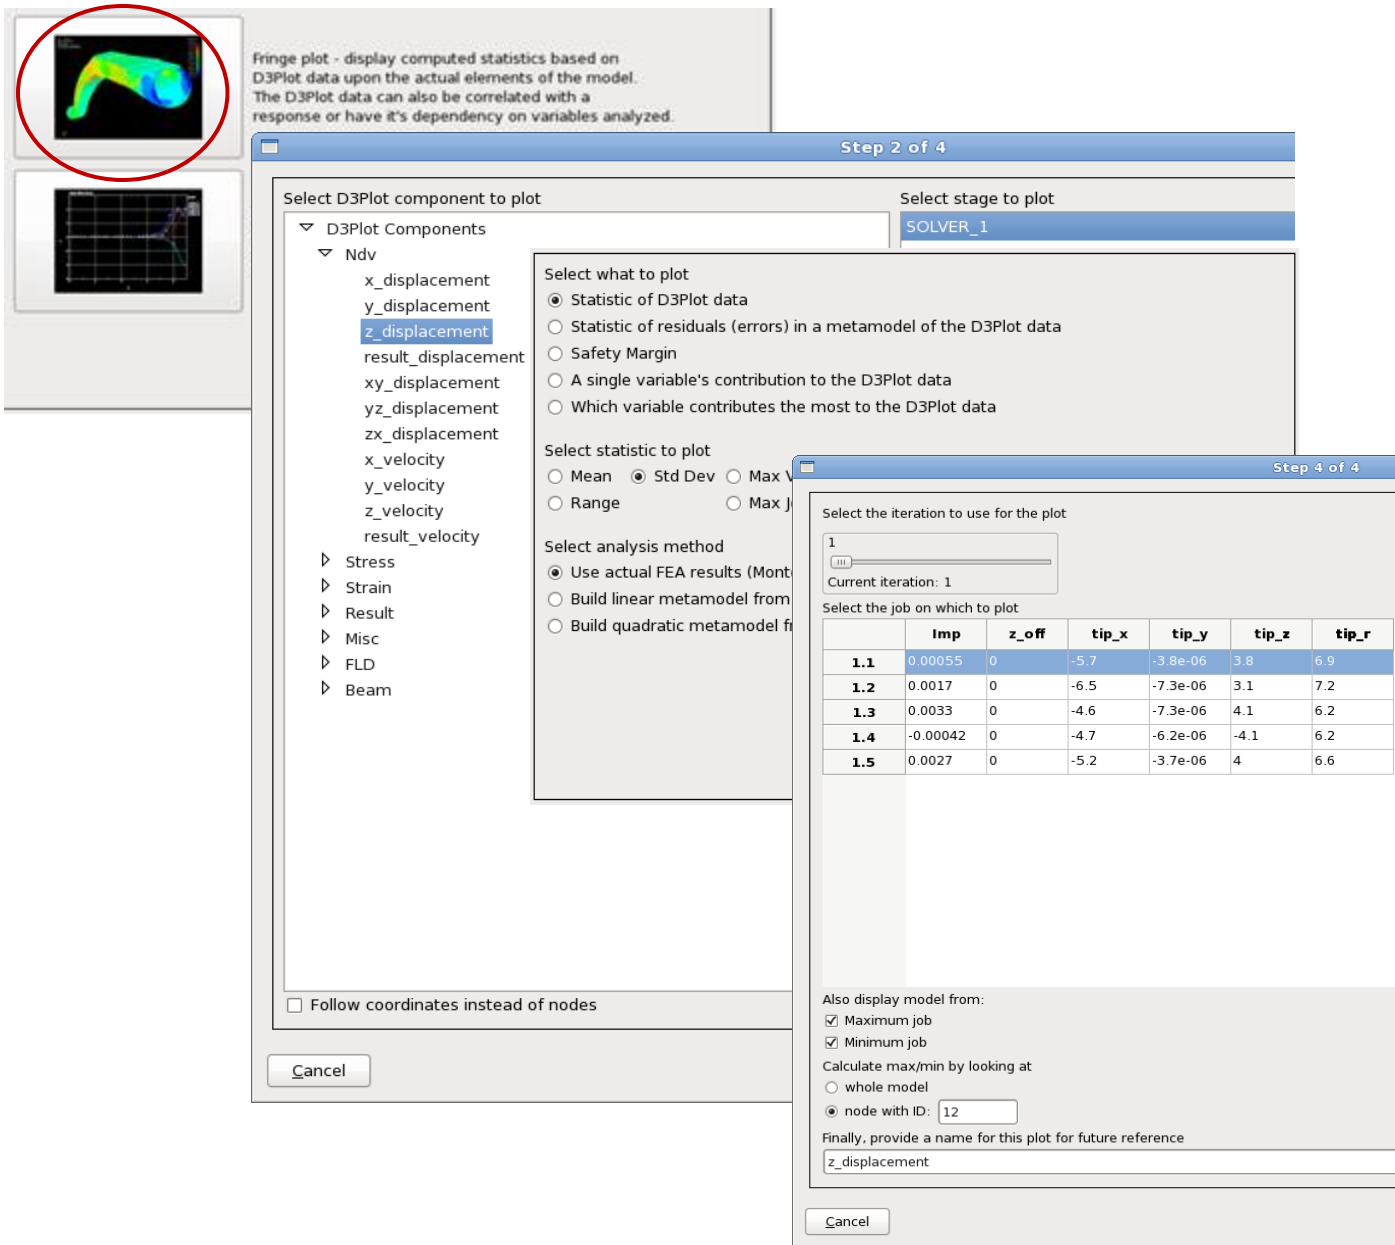 Fringe plot - display computed statistics based on
D3Plot data upon the actual elements of the model.
The D3Plot data can also be correlated with a
response or have it's dependency on variables analyzed.
Step 2 of 4
Select D3Plot component to plot
Select stage to plot
D3Plot Components
SOLVER_1
Ndv
x_displacement
y_displacement
z_displacement
result_displacement
xy_displacement
yz_displacement
zx_displacement
x_velocity
y_velocity
z_velocity
result_velocity
Stress
Strain
Result
Misc
FLD
Beam
Follow coordinates instead of nodes
Cancel
Select what to plot
Statistic of D3Plot data
Statistic of residuals (errors) in a metamodel of the D3Plot data
Safety Margin
A single variable's contribution to the D3Plot data
Which variable contributes the most to the D3Plot data
Select statistic to plot
Mean Std Dev Max V
Range Max J
Select analysis method
Use actual FEA results (Mont
Build linear metamodel from
Build quadratic metamodel fr
Step 4 of 4
Select the iteration to use for the plot
1
Current iteration: 1
Select the job on which to plot
Imp z_off tip_x tip_y tip_z tip_r
1.1 0.00055 0 -5.7 -3.8e-06 3.8 6.9
1.2 0.0017 0 -6.5 -7.3e-06 3.1 7.2
1.3 0.0033 0 -4.6 -7.3e-06 4.1 6.2
1.4 -0.00042 0 -4.7 -6.2e-06 -4.1 6.2
1.5 0.0027 0 -5.2 -3.7e-06 4 6.6
Also display model from:
Maximum job
Minimum job
Calculate max/min by looking at
whole model
node with ID: 12
Finally, provide a name for this plot for future reference
z_displacement
Cancel